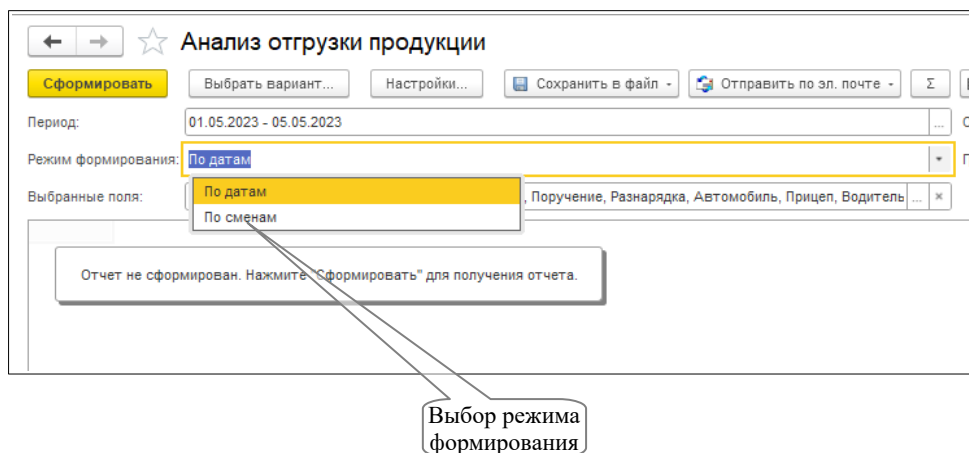 Анализ отгрузки продукции
Сформировать Выбрать вариант... Настройки... Сохранить в файл Отправить по эл. почте Σ
Период: 01.05.2023 - 05.05.2023 ...
Режим формирования: По датам
Выбранные поля: , Поручение, Разнарядка, Автомобиль, Прицеп, Водитель ... ×
По датам
По сменам
Отчет не сформирован. Нажмите "Сформировать" для получения отчета.
Выбор режима
формирования